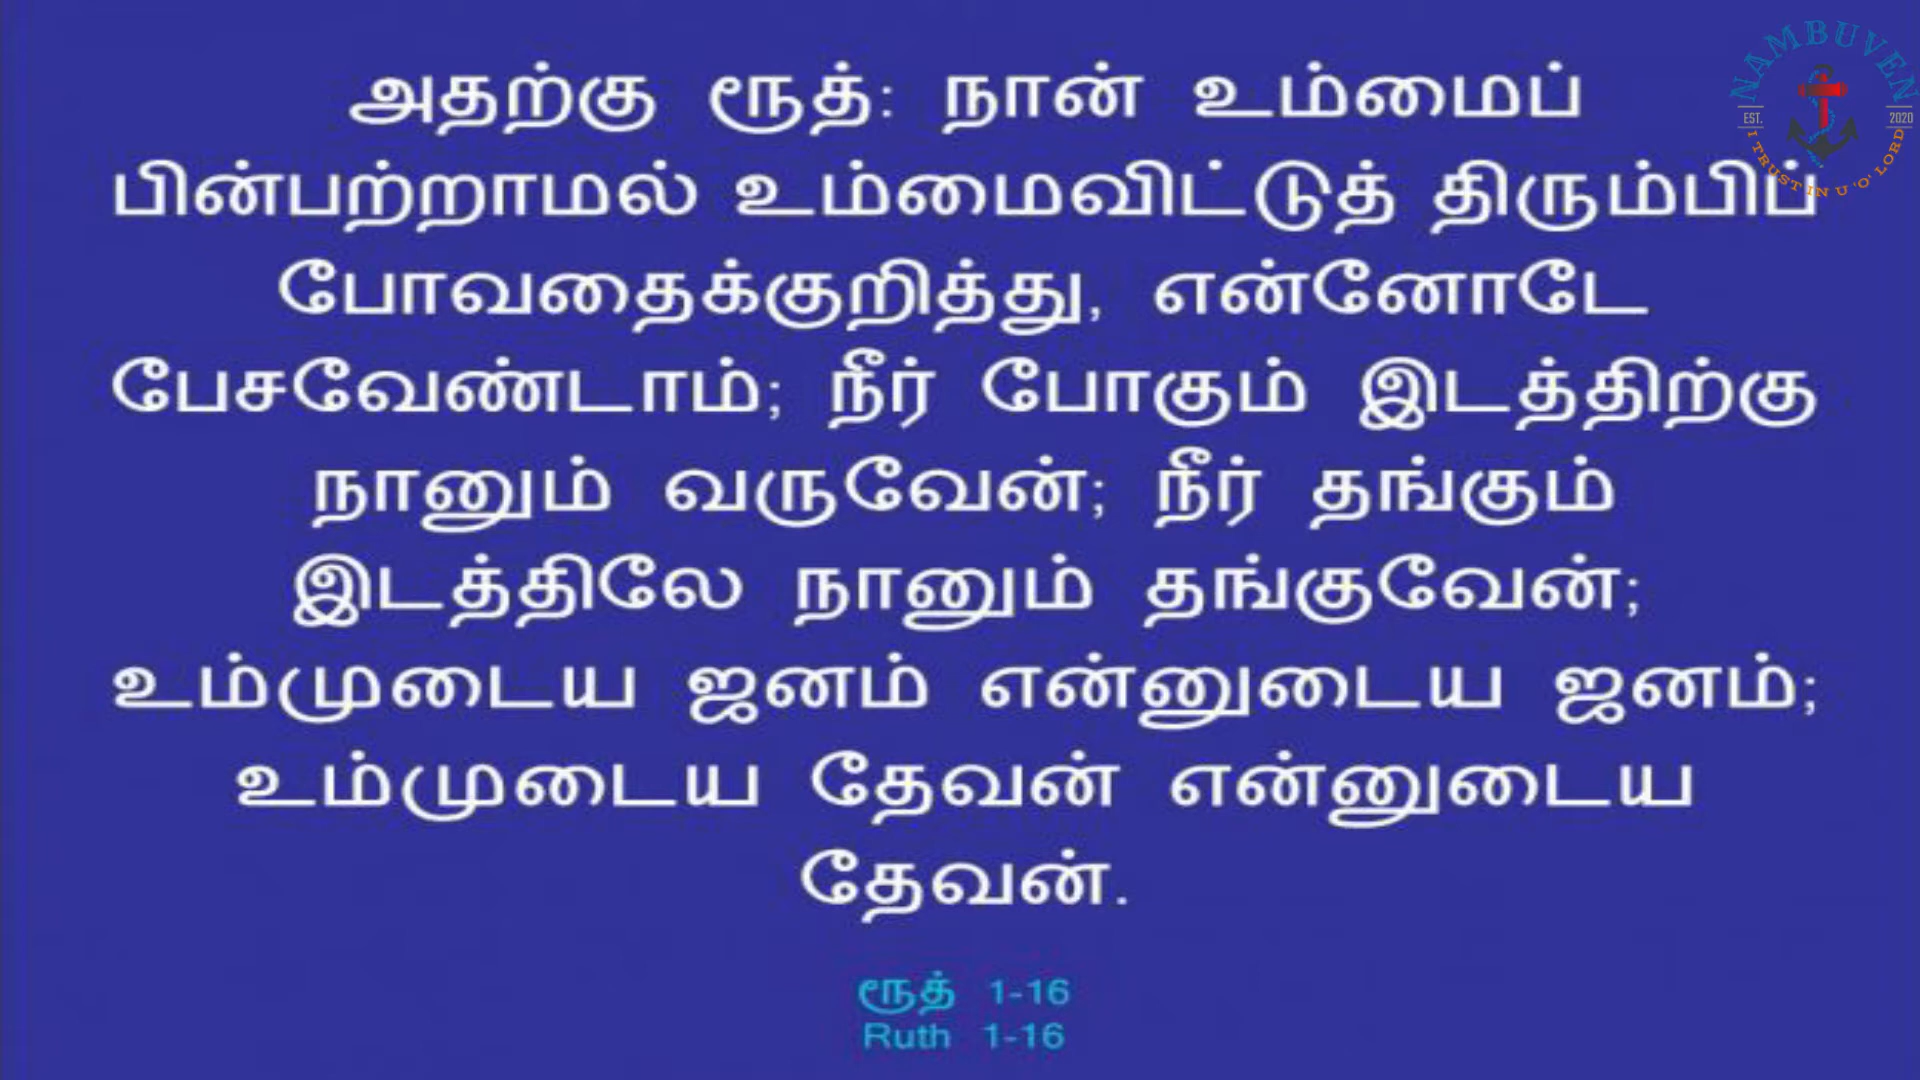 அதற்கு ரூத்: நான் உம்மைப்
பின்பற்றாமல் உம்மைவிட்டுத் திரும்பிப்
போவதைக்குறித்து, என்னோடே
பேசவேண்டாம்; நீர் போகும் இடத்திற்கு
நானும் வருவேன்; நீர் தங்கும்
இடத்திலே நானும் தங்குவேன்;
உம்முடைய ஜனம் என்னுடைய ஜனம்;
உம்முடைய தேவன் என்னுடைய
தேவன்.
ரூத் 1-16
Ruth 1-16
NAMBUVEN
EST. 2020
I TRUST IN U 'O' LORD